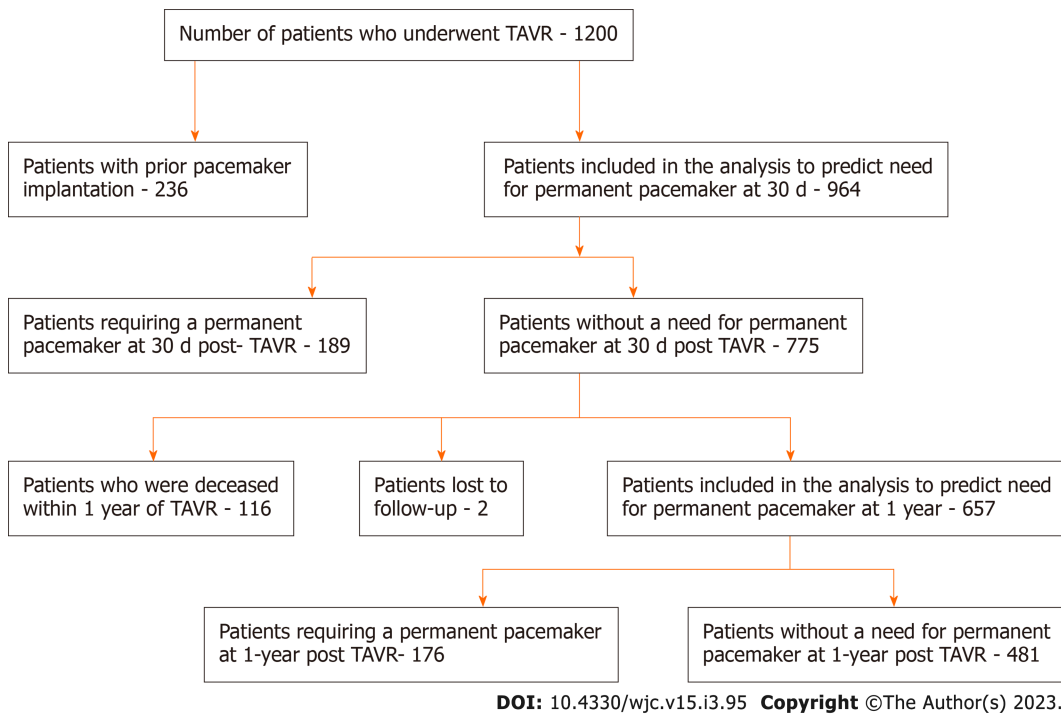 Number of patients who underwent TAVR - 1200
Patients with prior pacemaker
implantation - 236
Patients included in the analysis to predict need
for permanent pacemaker at 30 d - 964
Patients requiring a permanent
pacemaker at 30 d post- TAVR - 189
Patients without a need for permanent
pacemaker at 30 d post TAVR - 775
Patients who were deceased
within 1 year of TAVR - 116
Patients lost to
follow-up - 2
Patients included in the analysis to predict need
for permanent pacemaker at 1 year - 657
Patients requiring a permanent pacemaker
at 1-year post TAVR- 176
Patients without a need for permanent
pacemaker at 1-year post TAVR - 481
DOI: 10.4330/wjc.v15.i3.95 Copyright ©The Author(s) 2023.